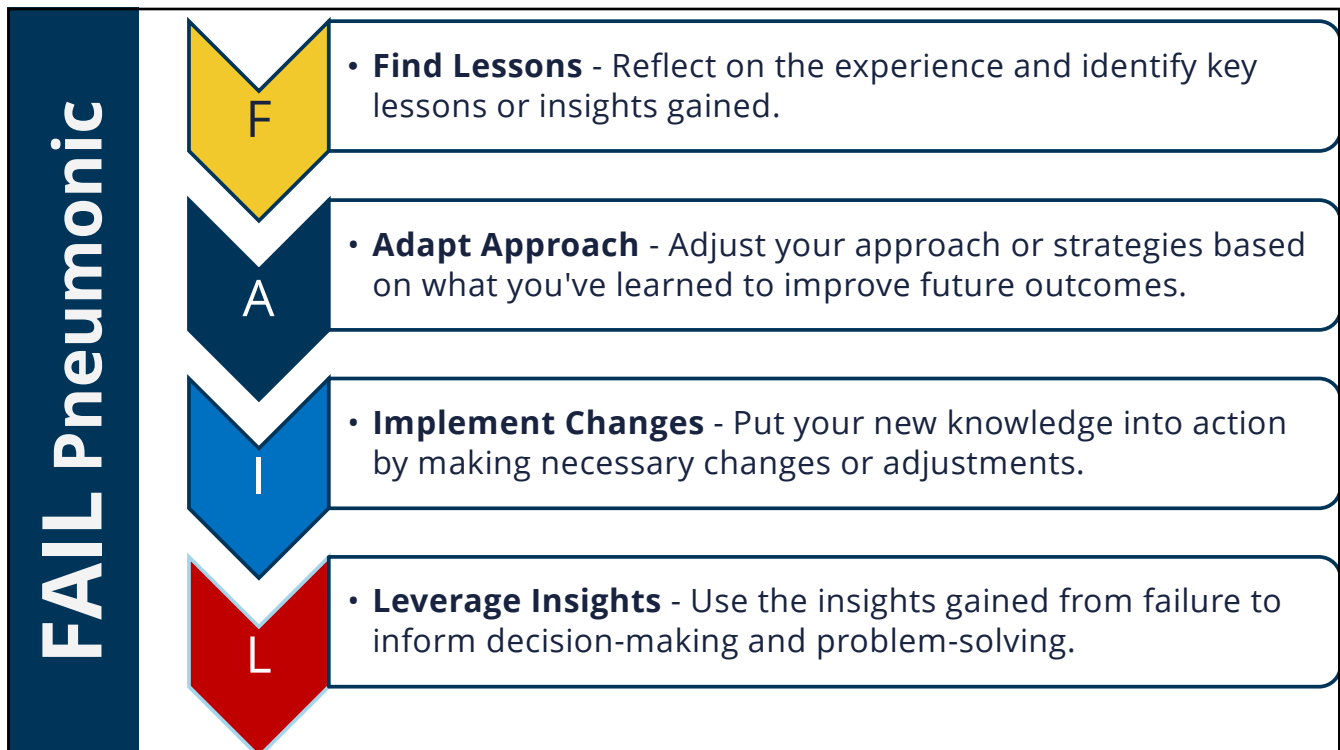 FAIL Pneumonic
F
• Find Lessons - Reflect on the experience and identify key
lessons or insights gained.
A
• Adapt Approach - Adjust your approach or strategies based
on what you've learned to improve future outcomes.
I
• Implement Changes - Put your new knowledge into action
by making necessary changes or adjustments.
L
• Leverage Insights - Use the insights gained from failure to
inform decision-making and problem-solving.